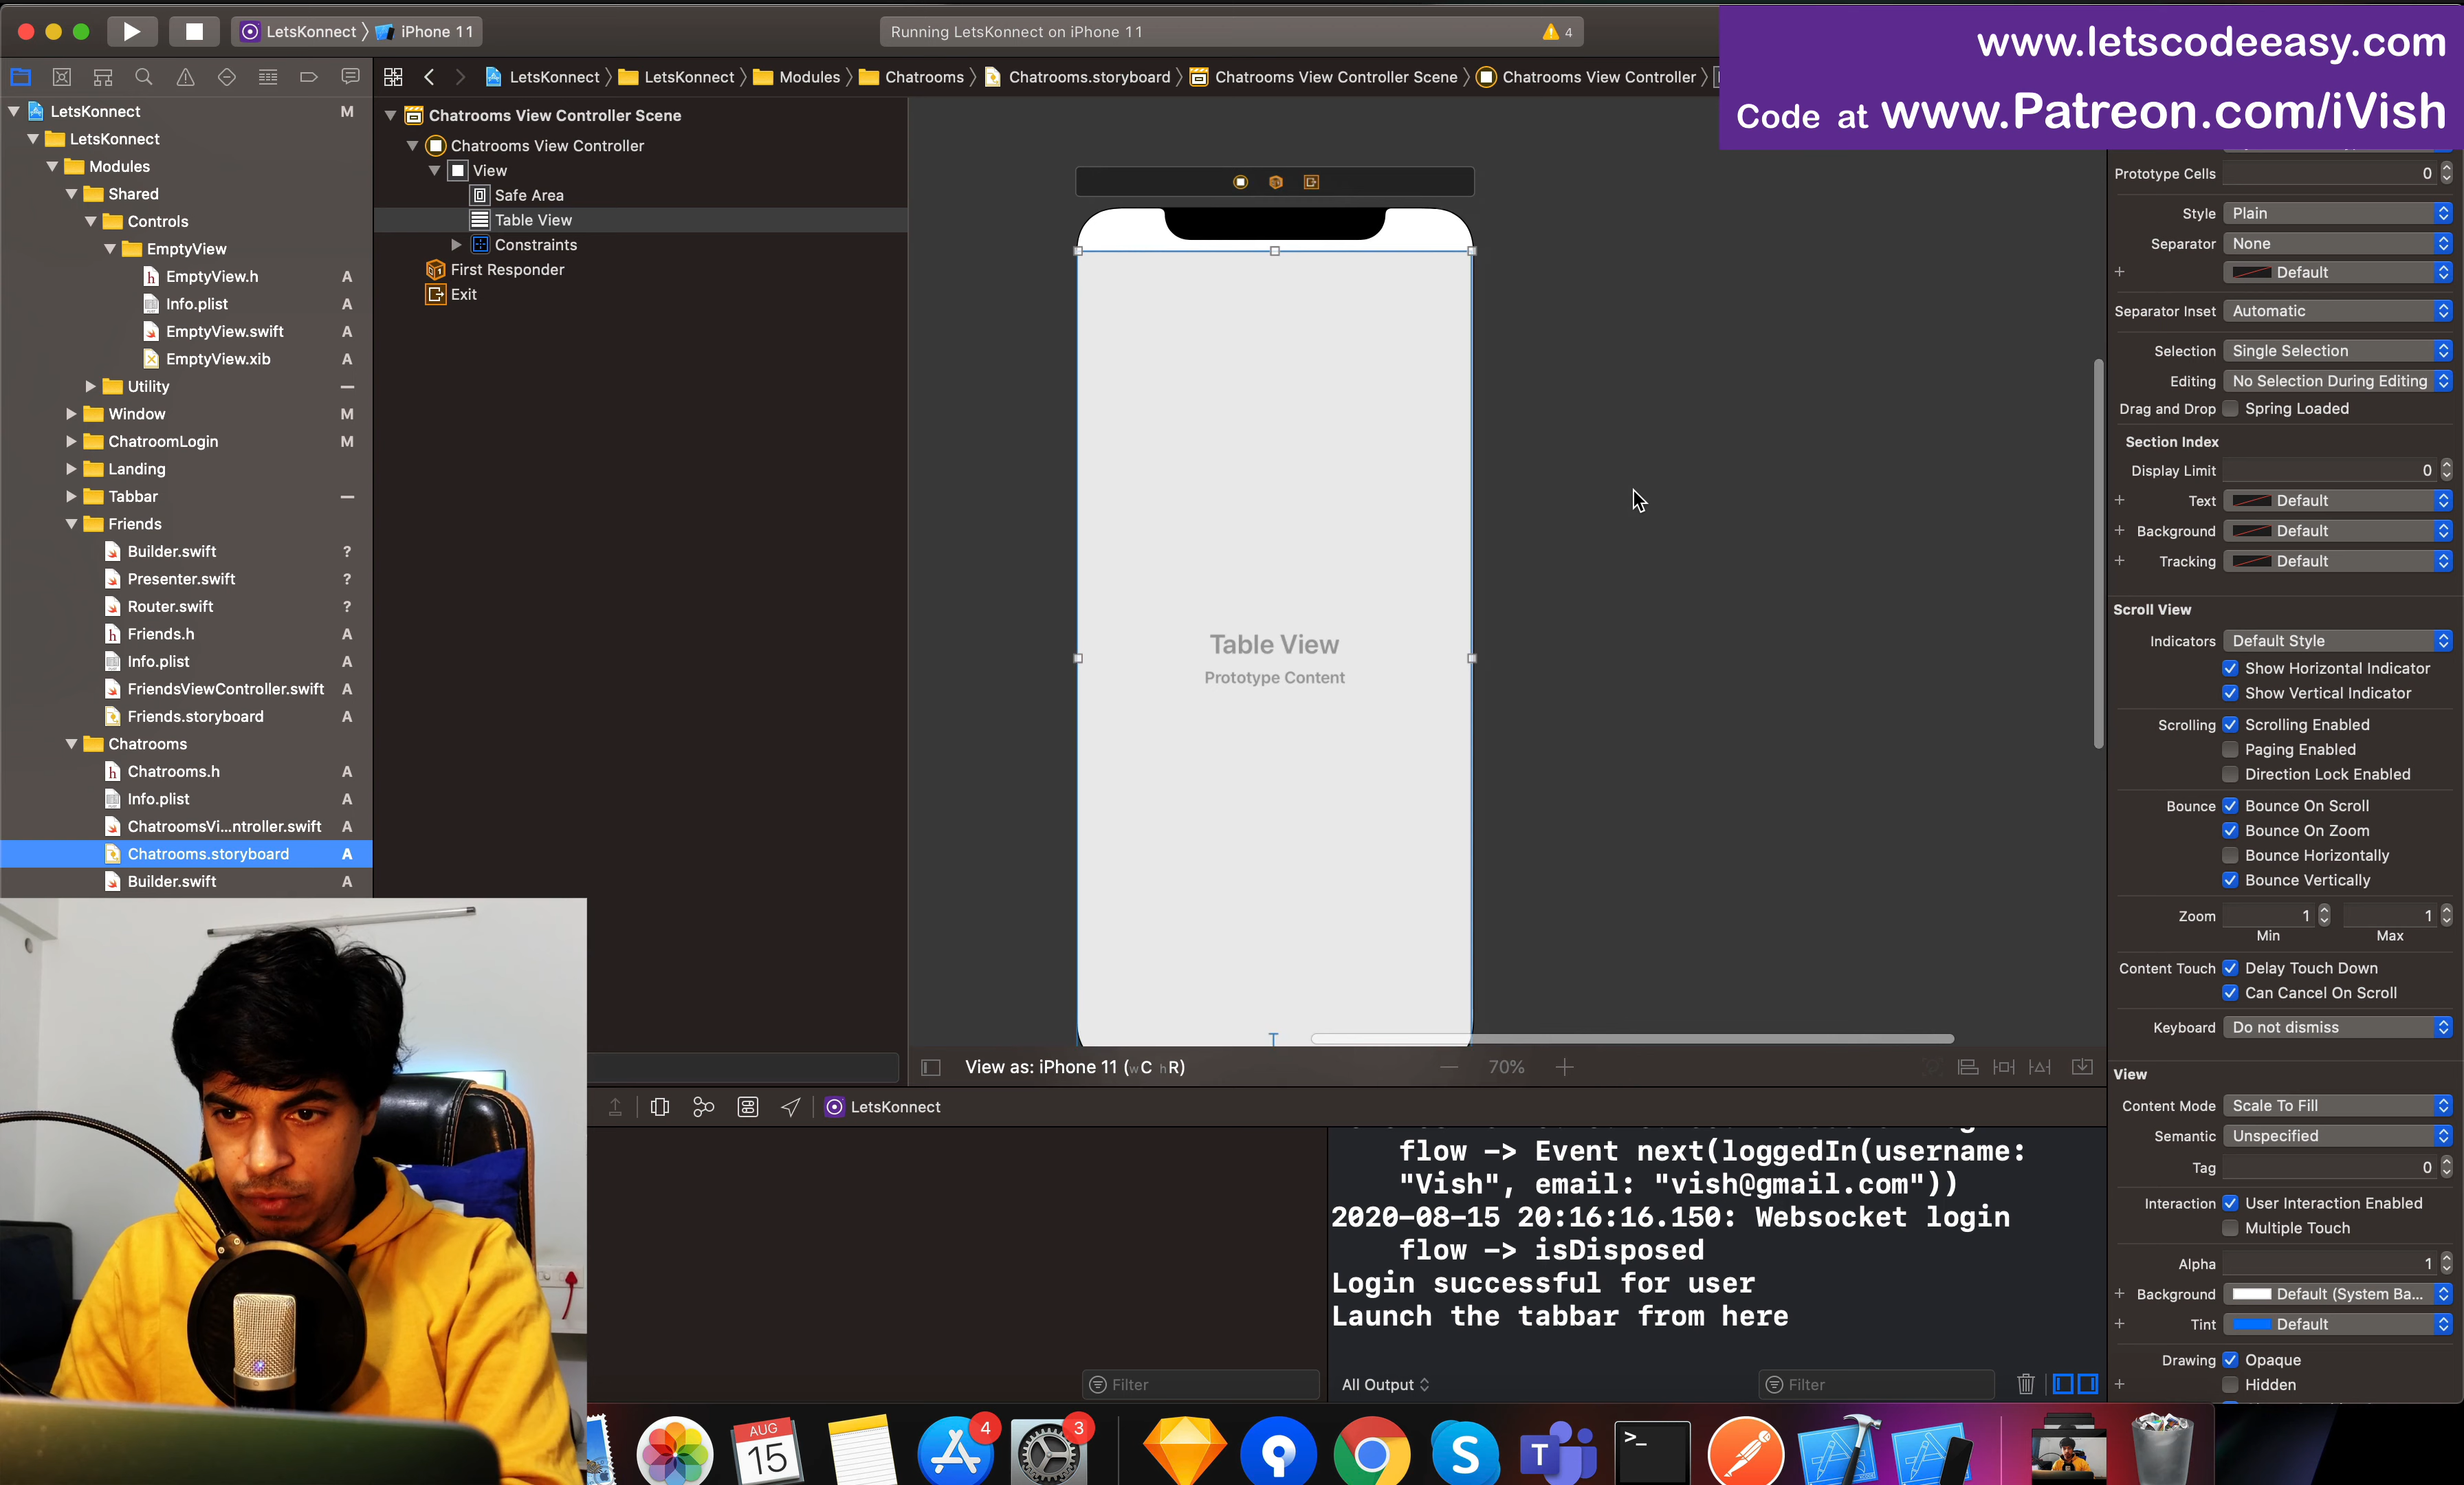 LetsKonnect
iPhone 11
Running LetsKonnect on iPhone 11
4
www.letscodeeasy.com
Code at www.Patreon.com/iVish
LetsKonnect
LetsKonnect
Modules
Chatrooms
Chatrooms.storyboard
Chatrooms View Controller Scene
Chatrooms View Controller
LetsKonnect M
LetsKonnect
Modules
Shared
Controls
EmptyView
EmptyView.h A
Info.plist A
EmptyView.swift A
EmptyView.xib A
Utility
Window M
ChatroomLogin M
Landing
Tabbar
Friends
Builder.swift ?
Presenter.swift ?
Router.swift ?
Friends.h A
Info.plist A
FriendsViewController.swift A
Friends.storyboard A
Chatrooms
Chatrooms.h A
Info.plist A
ChatroomsVi...ntroller.swift A
Chatrooms.storyboard A
Builder.swift A
Chatrooms View Controller Scene
Chatrooms View Controller
View
Safe Area
Table View
Constraints
First Responder
Exit
Table View
Prototype Content
View as: iPhone 11 (wC hR)
70%
LetsKonnect
flow -> Event next(loggedIn(username:
"Vish", email: "vish@gmail.com"))
2020-08-15 20:16:16.150: Websocket login
flow -> isDisposed
Login successful for user
Launch the tabbar from here
Filter
All Output
Filter
Prototype Cells 0
Style Plain
Separator None
Default
Separator Inset Automatic
Selection Single Selection
Editing No Selection During Editing
Drag and Drop Spring Loaded
Section Index
Display Limit 0
Text Default
Background Default
Tracking Default
Scroll View
Indicators Default Style
Show Horizontal Indicator
Show Vertical Indicator
Scrolling Scrolling Enabled
Paging Enabled
Direction Lock Enabled
Bounce Bounce On Scroll
Bounce On Zoom
Bounce Horizontally
Bounce Vertically
Zoom 1 1
Min Max
Content Touch Delay Touch Down
Can Cancel On Scroll
Keyboard Do not dismiss
View
Content Mode Scale To Fill
Semantic Unspecified
Tag 0
Interaction User Interaction Enabled
Multiple Touch
Alpha 1
Background Default (System Ba...
Tint Default
Drawing Opaque
Hidden
AUG
15
4
3
S
T
>_